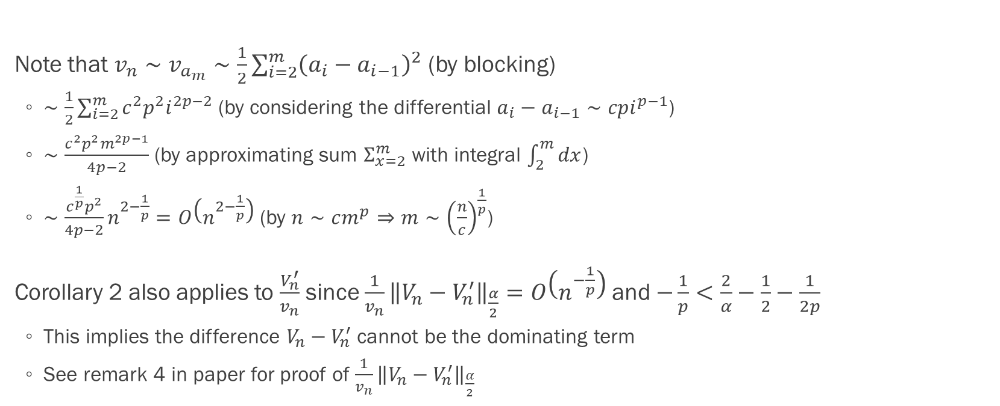 Note that $v_n \sim v_{a_m} \sim \frac{1}{2} \sum_{i=2}^{m} (a_i - a_{i-1})^2$ (by blocking)
◦ $\sim \frac{1}{2} \sum_{i=2}^{m} c^2 p^2 i^{2p-2}$ (by considering the differential $a_i - a_{i-1} \sim cpi^{p-1}$)
◦ $\sim \frac{c^2 p^2 m^{2p-1}}{4p-2}$ (by approximating sum $\Sigma_{x=2}^{m}$ with integral $\int_2^m dx$)
◦ $\sim \frac{c^{\frac{1}{p}} p^2}{4p-2} n^{2-\frac{1}{p}} = O\left(n^{2-\frac{1}{p}}\right)$ (by $n \sim cm^p \Rightarrow m \sim \left(\frac{n}{c}\right)^{\frac{1}{p}}$)
Corollary 2 also applies to $\frac{V_n'}{v_n}$ since $\frac{1}{v_n} \|V_n - V_n'\|_{\frac{\alpha}{2}} = O\left(n^{-\frac{1}{p}}\right)$ and $-\frac{1}{p} < \frac{2}{\alpha} - \frac{1}{2} - \frac{1}{2p}$
◦ This implies the difference $V_n - V_n'$ cannot be the dominating term
◦ See remark 4 in paper for proof of $\frac{1}{v_n} \|V_n - V_n'\|_{\frac{\alpha}{2}}$